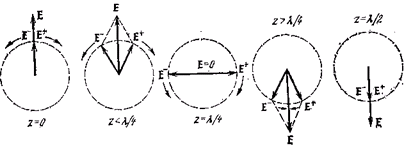 E
E⁻ E⁺
z=0
E
E⁻ E⁺
z<λ/4
E=0
E⁻ E⁺
z=λ/4
z>λ/4
E⁻ E⁺
E
z=λ/2
E⁻ E⁺
E